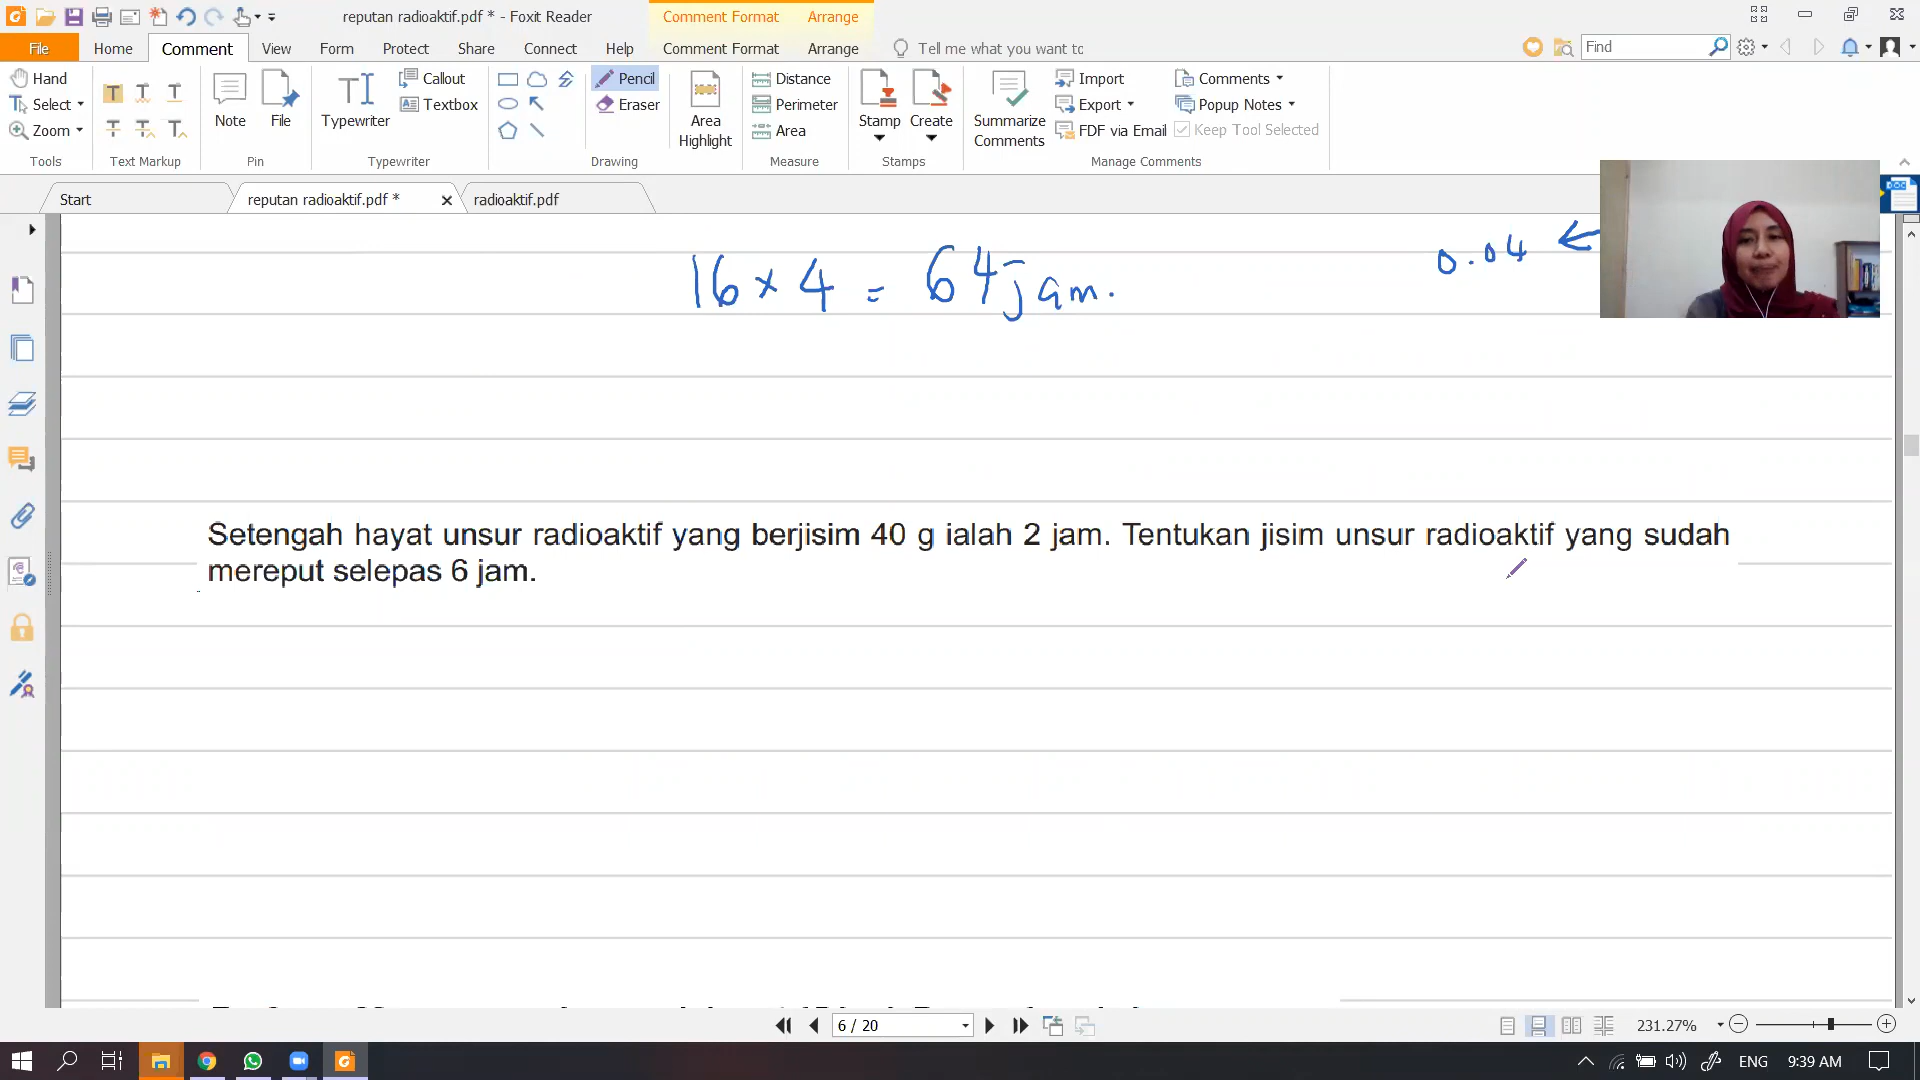 reputan radioaktif.pdf * - Foxit Reader
Comment Format
Arrange
File
Home
Comment
View
Form
Protect
Share
Connect
Help
Comment Format
Arrange
Tell me what you want to
Find
Hand
Select
Zoom
Tools
Text Markup
Note
File
Pin
Typewriter
Callout
Textbox
Typewriter
Pencil
Eraser
Area
Highlight
Drawing
Distance
Perimeter
Area
Measure
Stamp
Create
Stamps
Summarize
Comments
Import
Export
FDF via Email
Comments
Popup Notes
Keep Tool Selected
Manage Comments
Start
reputan radioaktif.pdf *
radioaktif.pdf
16 × 4 = 64 jam.
0.04 ←
Setengah hayat unsur radioaktif yang berjisim 40 g ialah 2 jam. Tentukan jisim unsur radioaktif yang sudah
mereput selepas 6 jam.
6 / 20
231.27%
ENG
9:39 AM